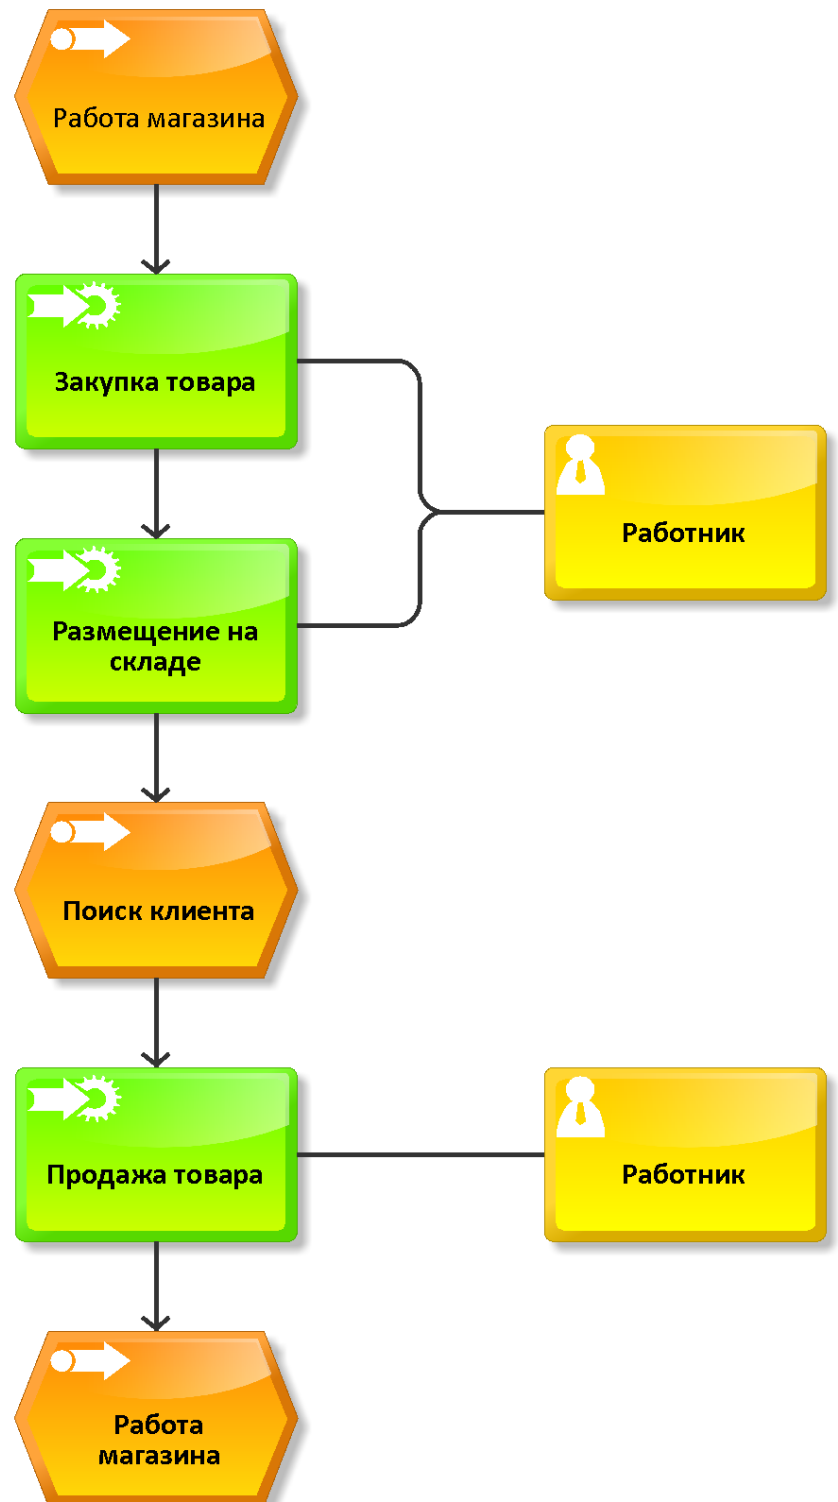 Работа магазина
Закупка товара
Работник
Размещение на
складе
Поиск клиента
Продажа товара
Работник
Работа
магазина